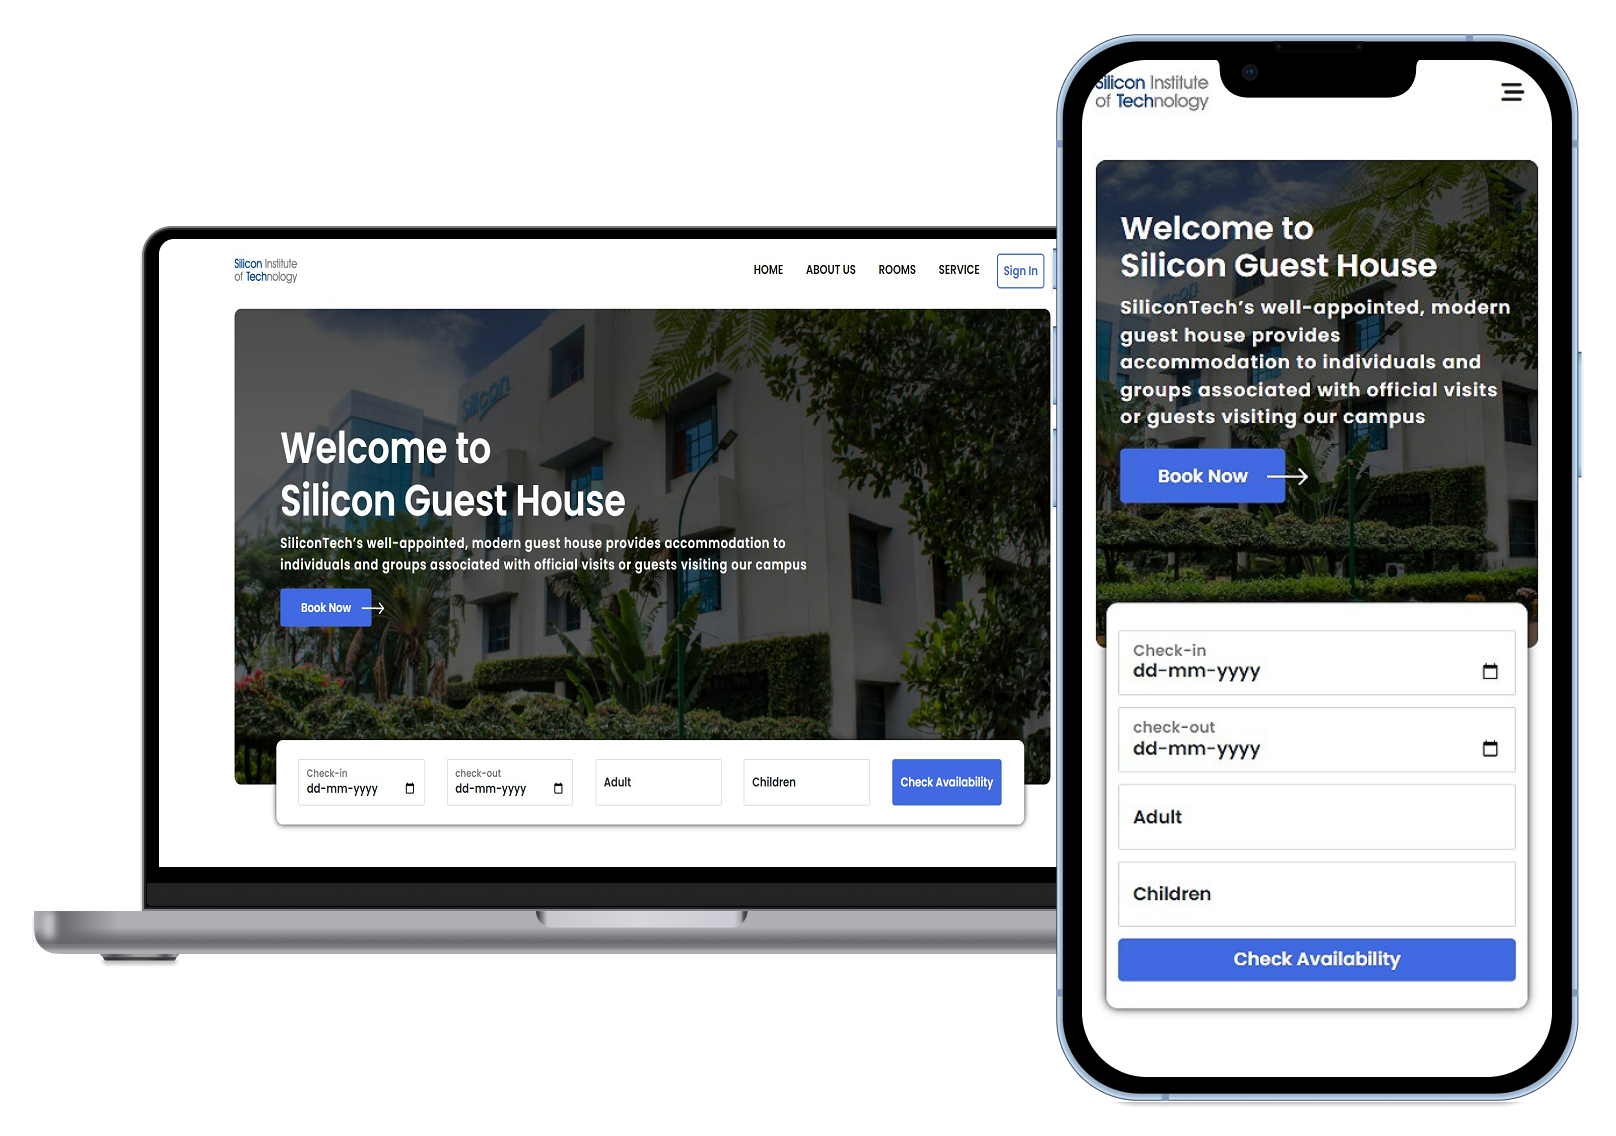 Silicon Institute
of Technology
HOME ABOUT US ROOMS SERVICE Sign In
silicon
Welcome to
Silicon Guest House
SiliconTech’s well-appointed, modern guest house provides accommodation to
individuals and groups associated with official visits or guests visiting our campus
Book Now
Check-in
dd-mm-yyyy
check-out
dd-mm-yyyy
Adult
Children
Check Availability
Silicon Institute
of Technology
Welcome to
Silicon Guest House
SiliconTech’s well-appointed, modern
guest house provides
accommodation to individuals and
groups associated with official visits
or guests visiting our campus
Book Now
Check-in
dd-mm-yyyy
check-out
dd-mm-yyyy
Adult
Children
Check Availability